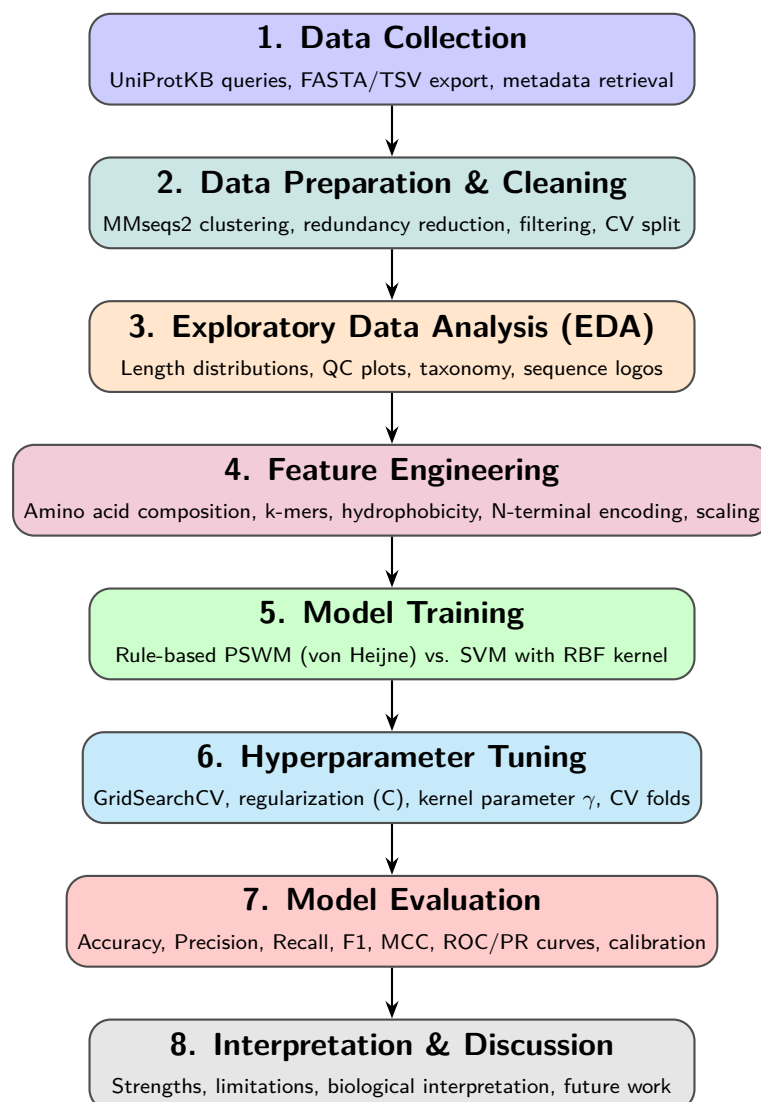 1. Data Collection
UniProtKB queries, FASTA/TSV export, metadata retrieval
2. Data Preparation & Cleaning
MMseqs2 clustering, redundancy reduction, filtering, CV split
3. Exploratory Data Analysis (EDA)
Length distributions, QC plots, taxonomy, sequence logos
4. Feature Engineering
Amino acid composition, k-mers, hydrophobicity, N-terminal encoding, scaling
5. Model Training
Rule-based PSWM (von Heijne) vs. SVM with RBF kernel
6. Hyperparameter Tuning
GridSearchCV, regularization (C), kernel parameter γ, CV folds
7. Model Evaluation
Accuracy, Precision, Recall, F1, MCC, ROC/PR curves, calibration
8. Interpretation & Discussion
Strengths, limitations, biological interpretation, future work